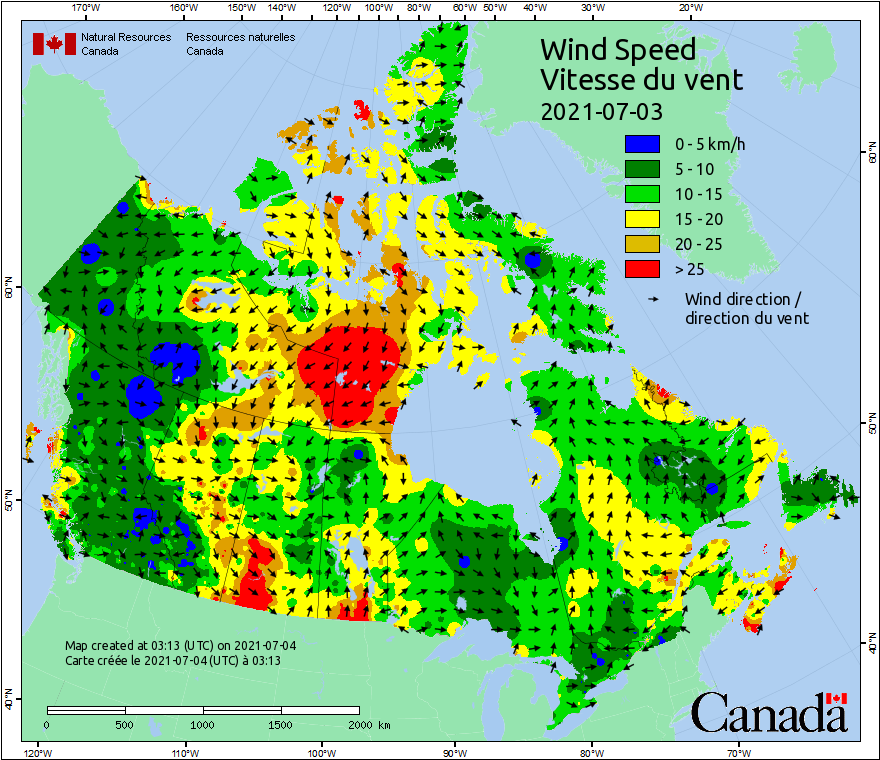 170°W 160°W 150°W 140°W 120°W 100°W 80°W 60°W 50°W 40°W 30°W 20°W
Natural Resources Ressources naturelles
Canada Canada
Wind Speed
Vitesse du vent
2021-07-03
0 - 5 km/h
5 - 10
10 - 15
15 - 20
20 - 25
> 25
Wind direction /
direction du vent
60°N
60°N
50°N
50°N
40°N
40°N
Map created at 03:13 (UTC) on 2021-07-04
Carte créée le 2021-07-04 (UTC) à 03:13
0 500 1000 1500 2000 km
Canada
120°W 110°W 100°W 90°W 80°W 70°W